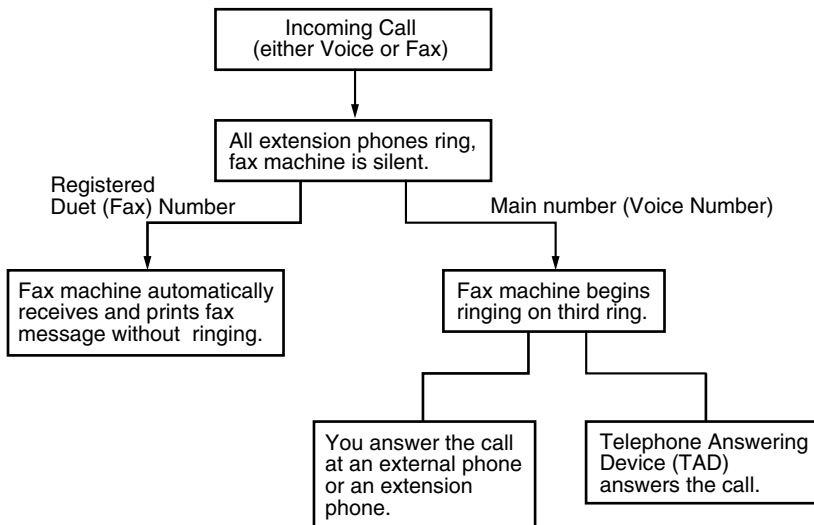 Incoming Call
(either Voice or Fax)
All extension phones ring,
fax machine is silent.
Registered
Duet (Fax) Number
Main number (Voice Number)
Fax machine automatically
receives and prints fax
message without ringing.
Fax machine begins
ringing on third ring.
You answer the call
at an external phone
or an extension
phone.
Telephone Answering
Device (TAD)
answers the call.